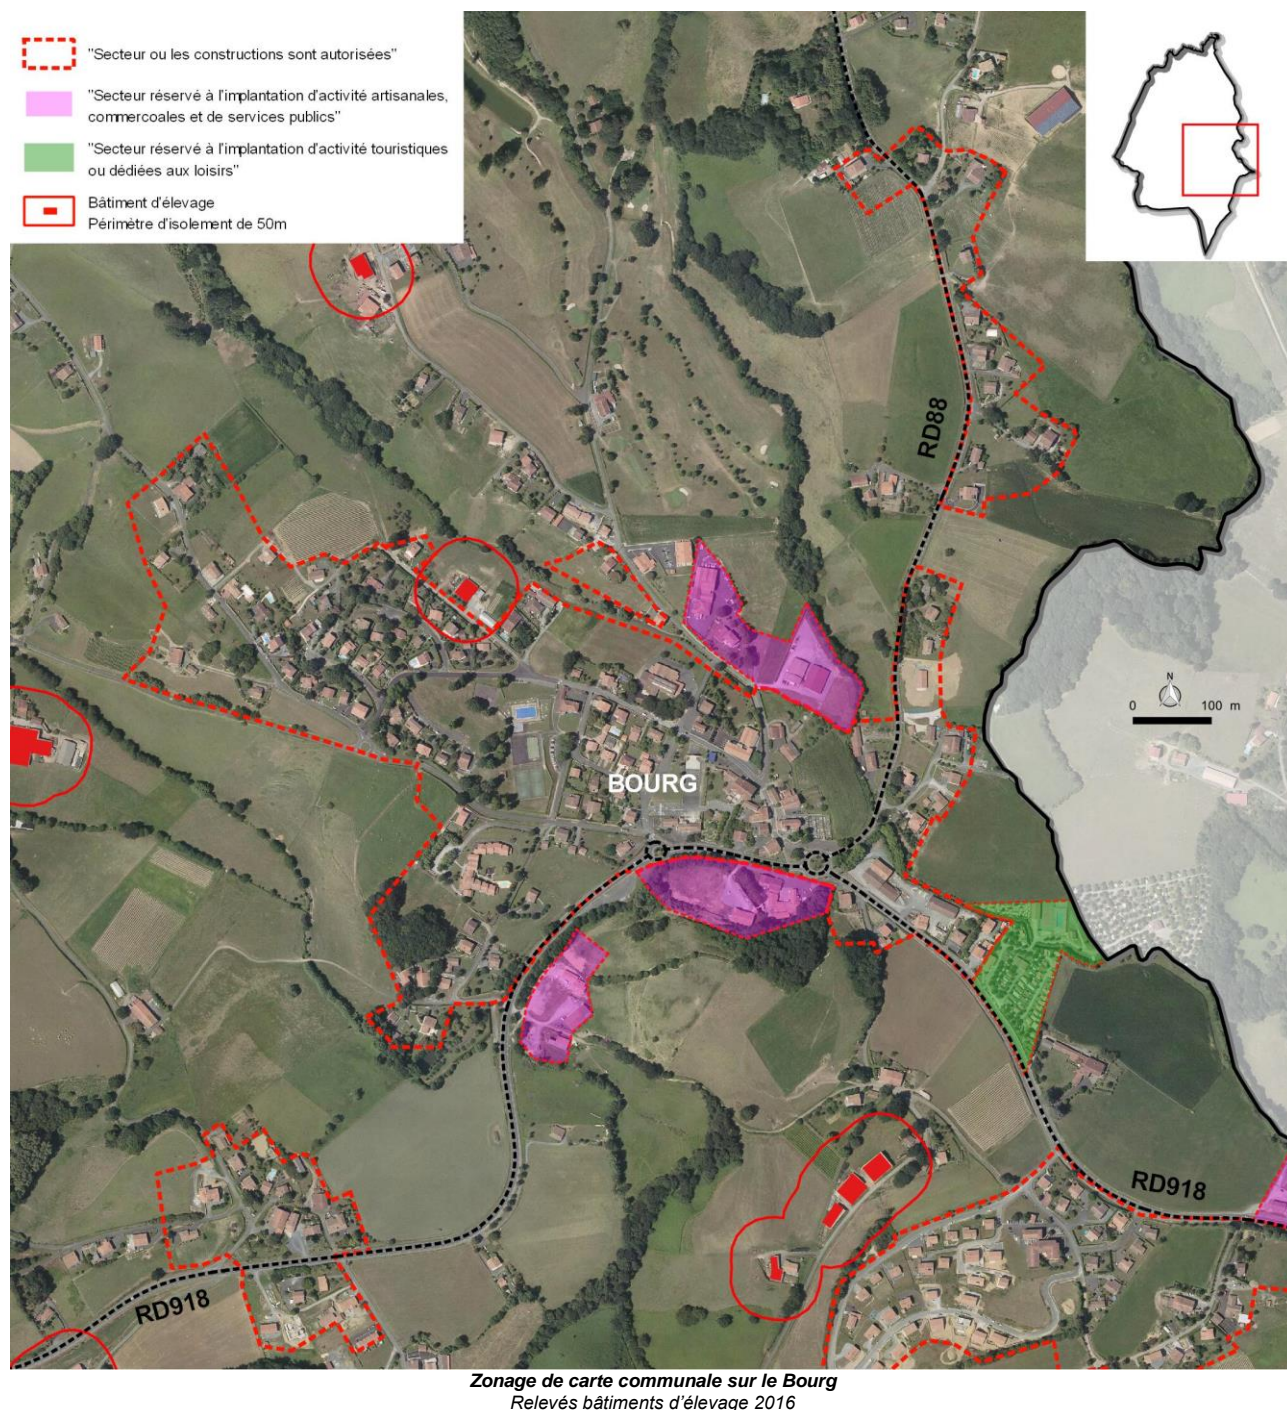 "Secteur ou les constructions sont autorisées"
"Secteur réservé à l'implantation d'activité artisanales,
commercoales et de services publics"
"Secteur réservé à l'implantation d'activité touristiques
ou dédiées aux loisirs"
Bâtiment d'élevage
Périmètre d'isolement de 50m
RD88
N
0 100 m
BOURG
RD918
RD918
Zonage de carte communale sur le Bourg
Relevés bâtiments d'élevage 2016